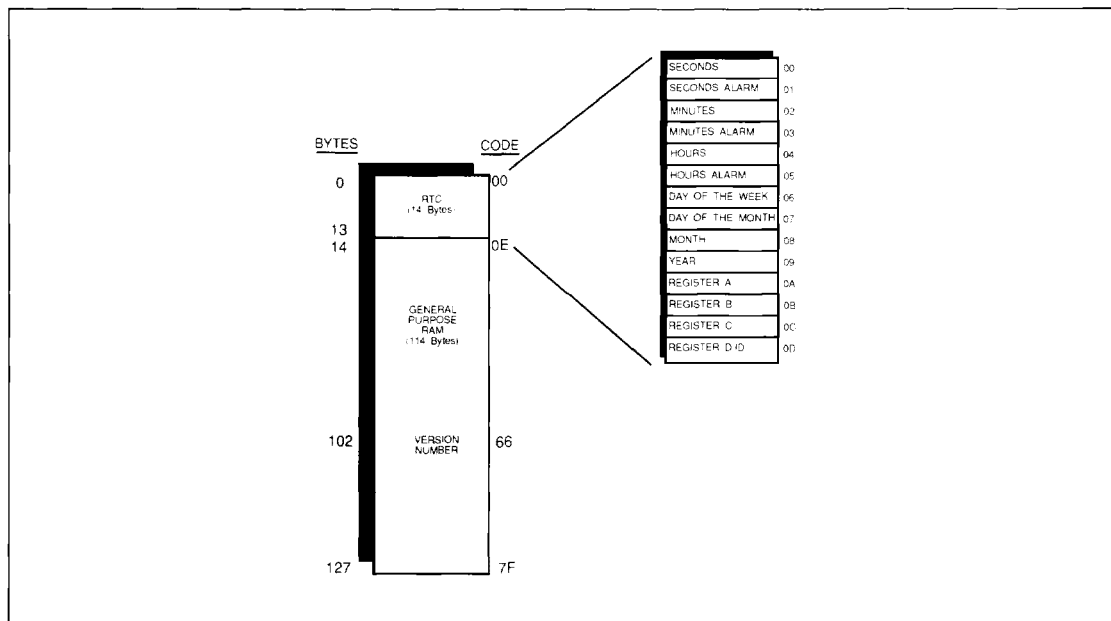 BYTES
CODE
0
00
RTC
(14 Bytes)
13
14
0E
GENERAL
PURPOSE
RAM
(114 Bytes)
102
VERSION
NUMBER
66
127
7F
SECONDS 00
SECONDS ALARM 01
MINUTES 02
MINUTES ALARM 03
HOURS 04
HOURS ALARM 05
DAY OF THE WEEK 06
DAY OF THE MONTH 07
MONTH 08
YEAR 09
REGISTER A 0A
REGISTER B 0B
REGISTER C 0C
REGISTER D/ID 0D